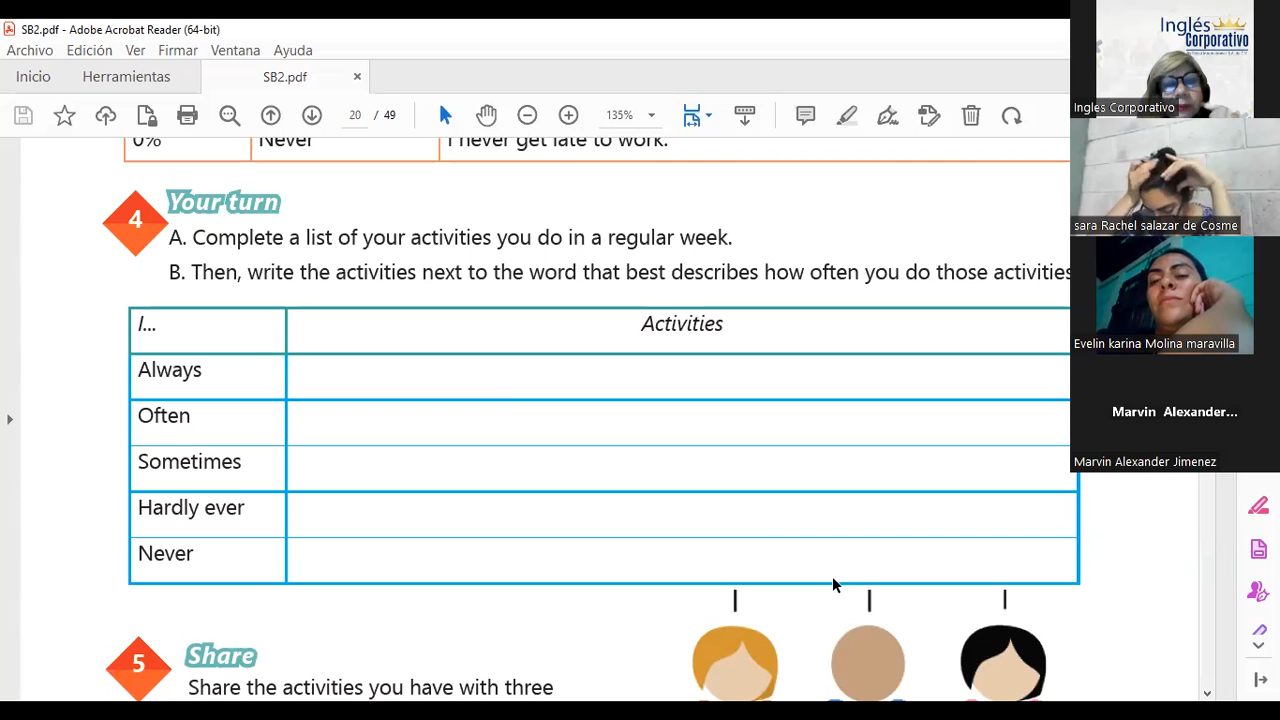 SB2.pdf - Adobe Acrobat Reader (64-bit)
Archivo Edición Ver Firmar Ventana Ayuda
Inicio Herramientas SB2.pdf ×
20 / 49 135%
0% Never I never get late to work.
4 Your turn
A. Complete a list of your activities you do in a regular week.
B. Then, write the activities next to the word that best describes how often you do those activities
I... Activities
Always
Often
Sometimes
Hardly ever
Never
5 Share
Share the activities you have with three
Inglés
Corporativo
Ingles Corporativo
sara Rachel salazar de Cosme
Evelin karina Molina maravilla
Marvin Alexander...
Marvin Alexander Jimenez